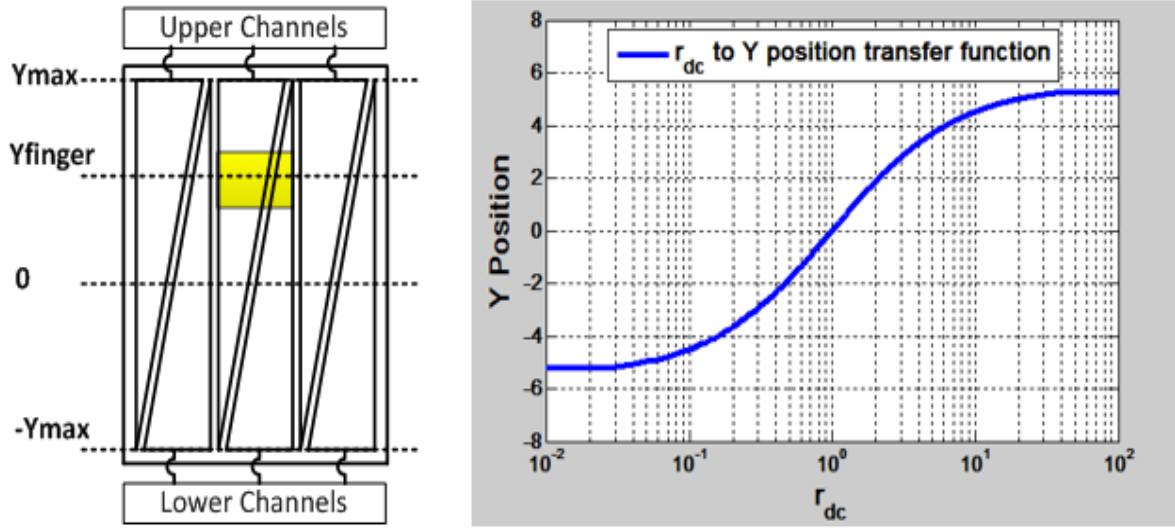 Upper Channels
Ymax
Yfinger
0
-Ymax
Lower Channels
8
6
4
2
0
-2
-4
-6
-8
Y Position
r_dc to Y position transfer function
10^-2
10^-1
10^0
10^1
10^2
r_dc